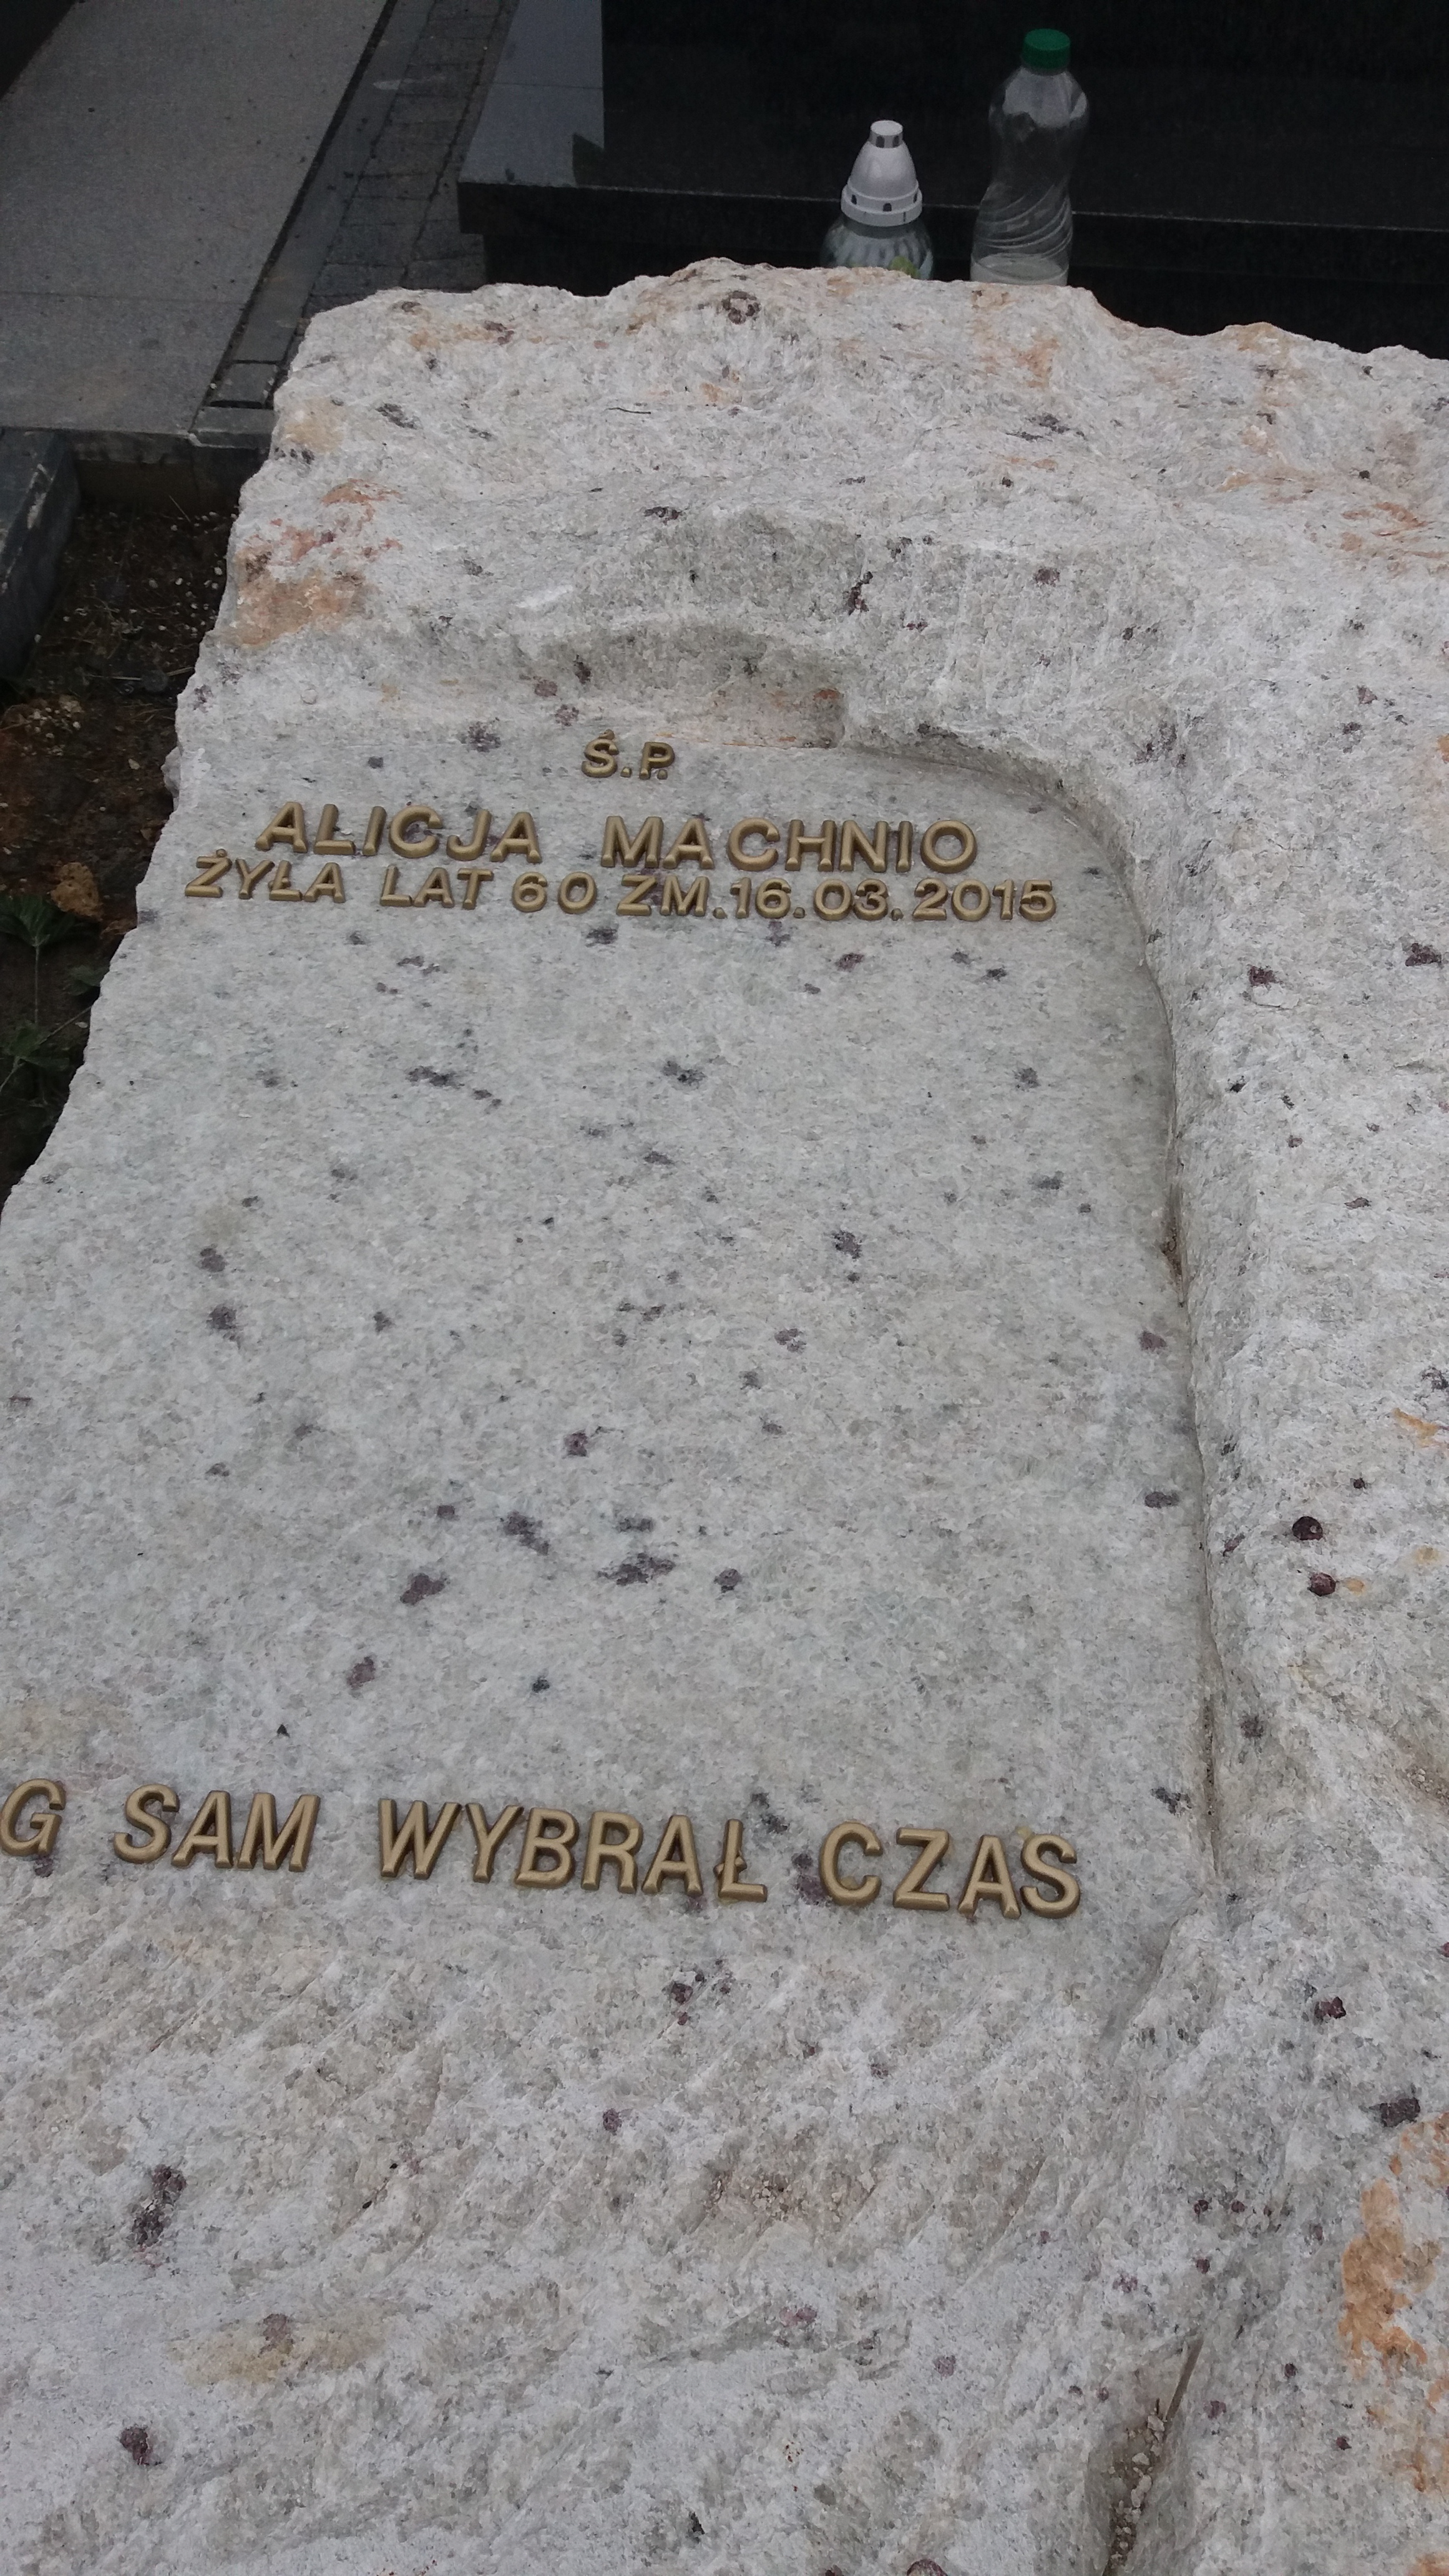 Ś.P.
ALICJA MACHNIO
ŻYŁA LAT 60 ZM.16.03.2015
G SAM WYBRAŁ CZAS